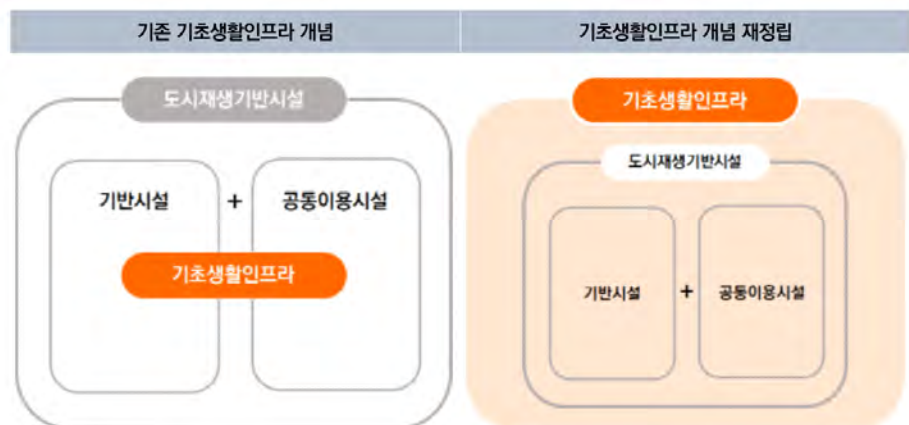 기존 기초생활인프라 개념
기초생활인프라 개념 재정립
도시재생기반시설
기반시설 + 공동이용시설
기초생활인프라
기초생활인프라
도시재생기반시설
기반시설 + 공동이용시설